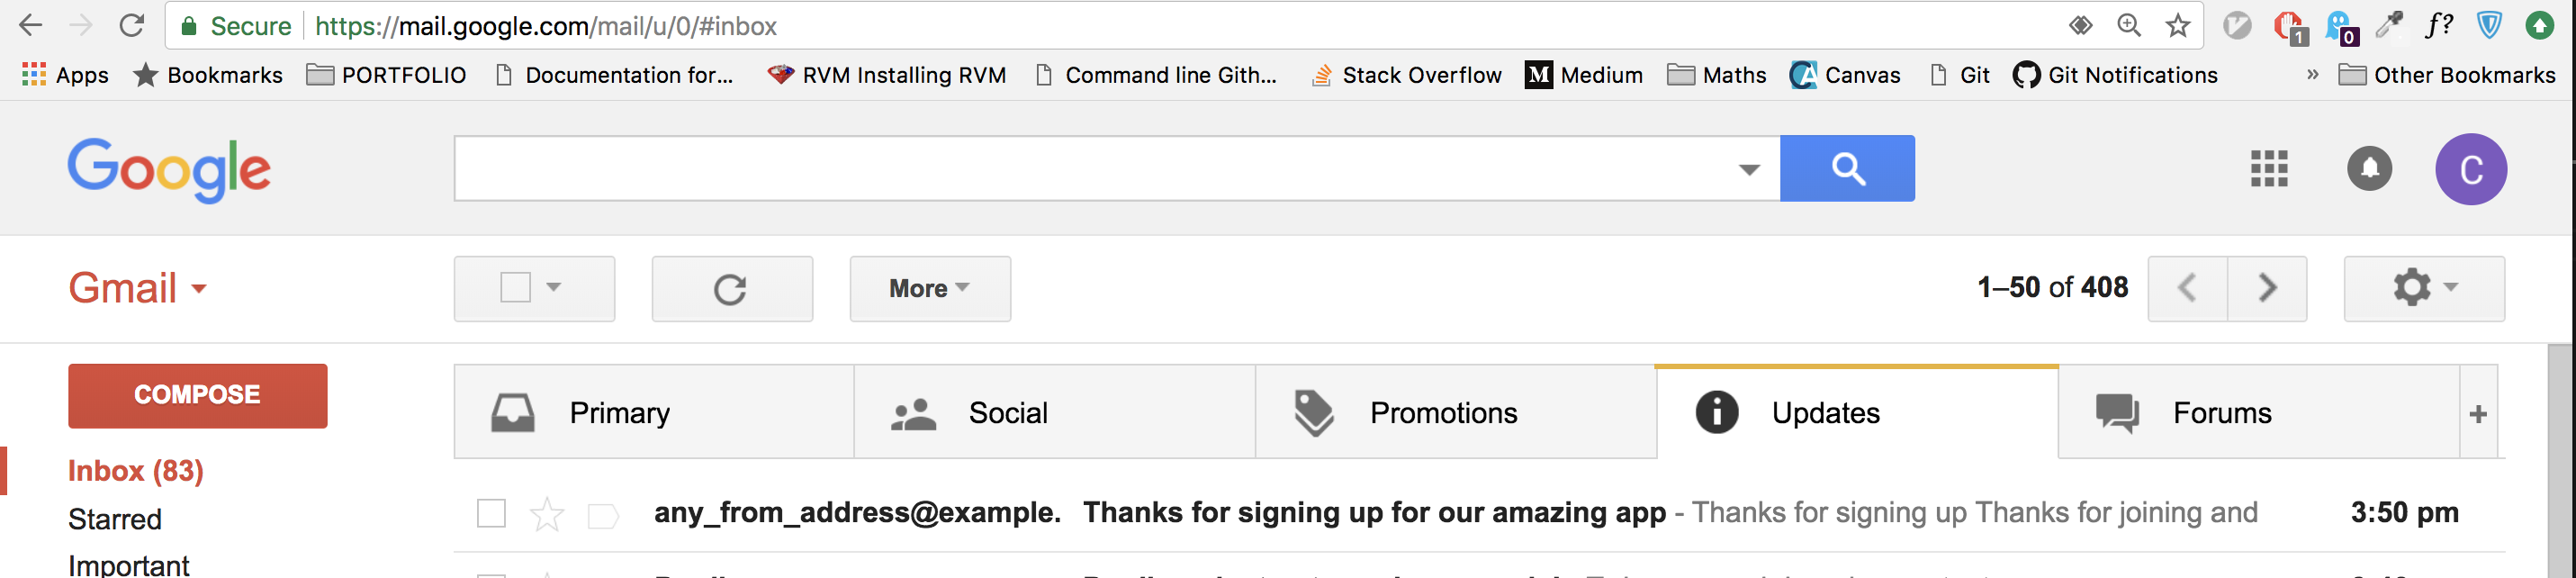 Secure https://mail.google.com/mail/u/0/#inbox 1 0 f?
Apps Bookmarks PORTFOLIO Documentation for... RVM Installing RVM Command line Gith... Stack Overflow M Medium Maths CA Canvas Git Git Notifications » Other Bookmarks
Google C
Gmail More 1–50 of 408
COMPOSE Primary Social Promotions Updates Forums +
Inbox (83)
any_from_address@example. Thanks for signing up for our amazing app - Thanks for signing up Thanks for joining and 3:50 pm
Starred
Important